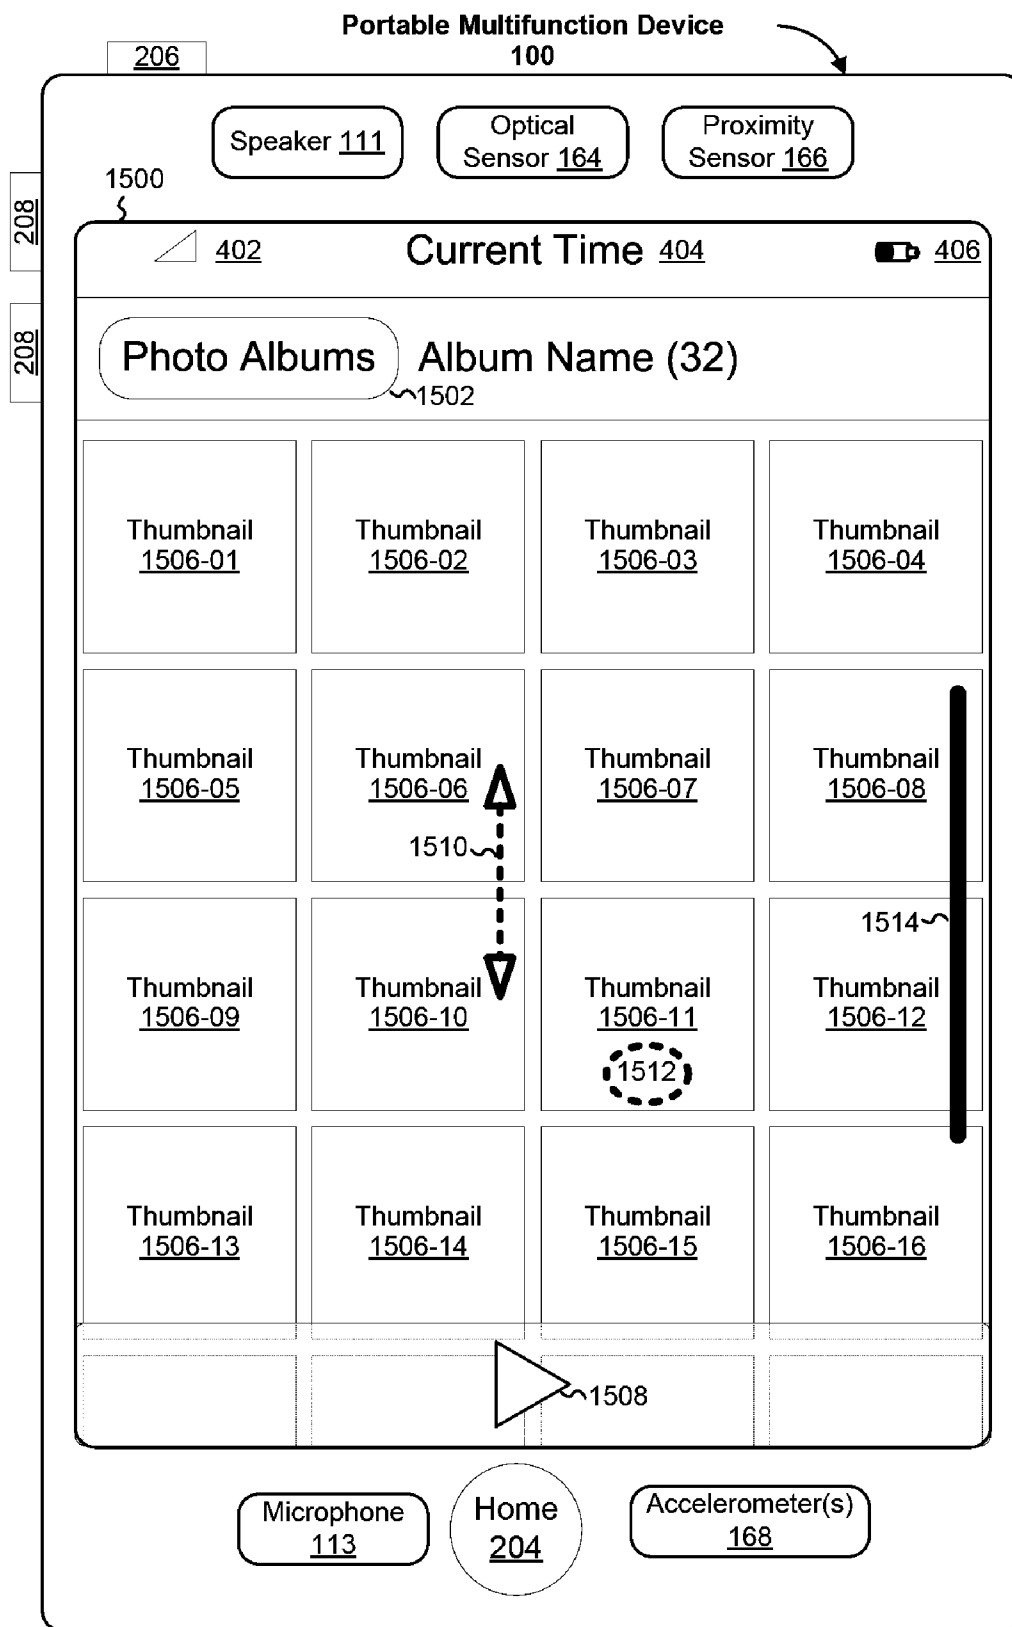 Portable Multifunction Device
100
206
Speaker 111
Optical
Sensor 164
Proximity
Sensor 166
1500
208
402
Current Time 404
406
208
Photo Albums
Album Name (32)
1502
Thumbnail
1506-01
Thumbnail
1506-02
Thumbnail
1506-03
Thumbnail
1506-04
Thumbnail
1506-05
Thumbnail
1506-06
Thumbnail
1506-07
Thumbnail
1506-08
1510
1514
Thumbnail
1506-09
Thumbnail
1506-10
Thumbnail
1506-11
Thumbnail
1506-12
1512
Thumbnail
1506-13
Thumbnail
1506-14
Thumbnail
1506-15
Thumbnail
1506-16
1508
Microphone
113
Home
204
Accelerometer(s)
168